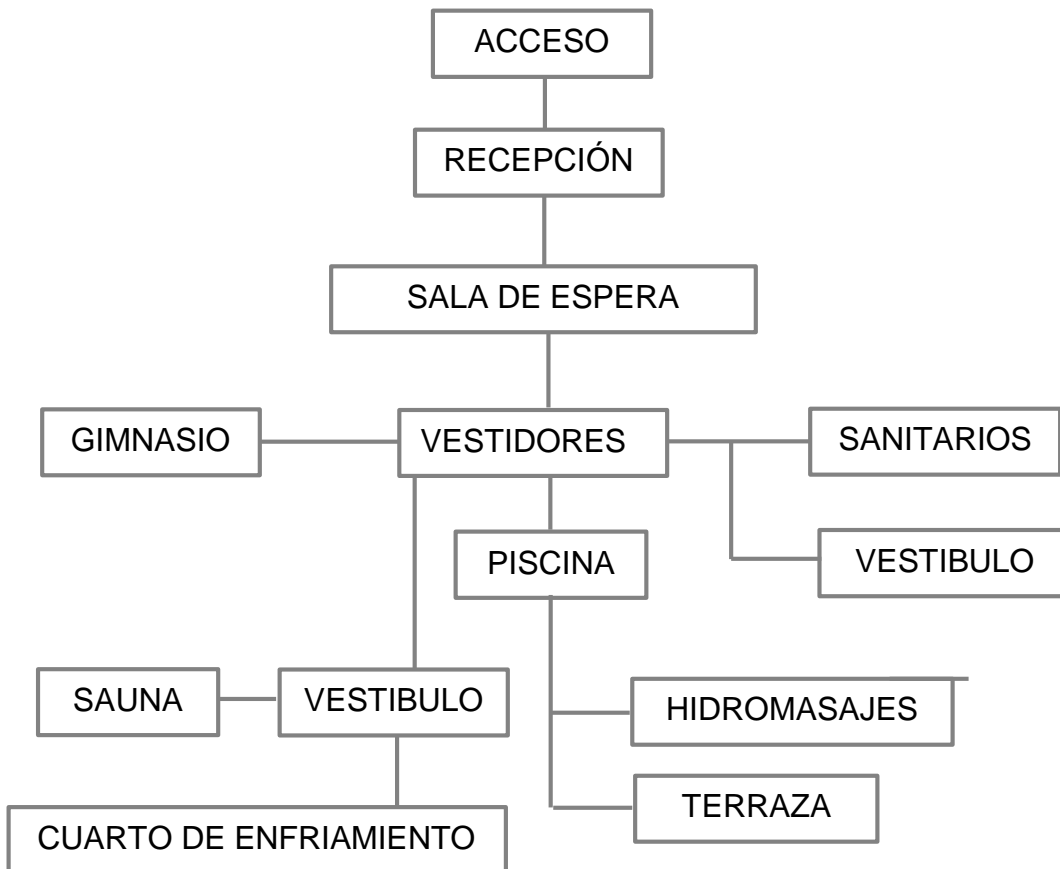 ACCESO
RECEPCIÓN
SALA DE ESPERA
GIMNASIO
VESTIDORES
SANITARIOS
PISCINA
VESTIBULO
SAUNA
VESTIBULO
HIDROMASAJES
TERRAZA
CUARTO DE ENFRIAMIENTO